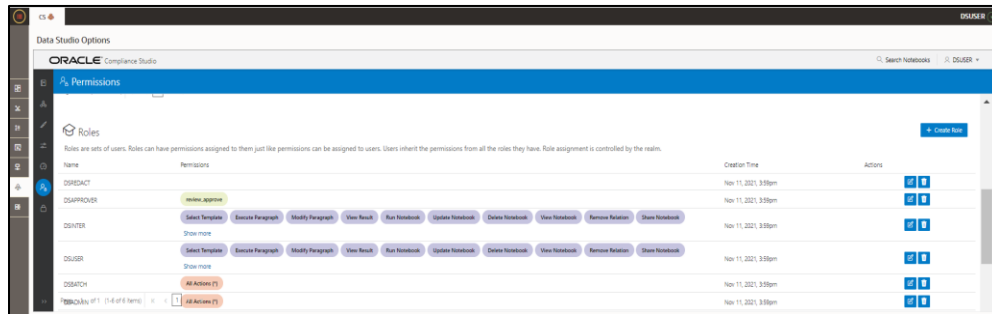 CS
DSUSER
Data Studio Options
ORACLE Compliance Studio
Search Notebooks
DSUSER
Permissions
Roles
+ Create Role
Roles are sets of users. Roles can have permissions assigned to them just like permissions can be assigned to users. Users inherit the permissions from all the roles they have. Role assignment is controlled by the realm.
Name Permissions Creation Time Actions
DSREDACT Nov 11, 2021, 3:59pm
DSAPPROVER review_approve Nov 11, 2021, 3:59pm
DSINTER Select Template Execute Paragraph Modify Paragraph View Result Run Notebook Update Notebook Delete Notebook View Notebook Remove Relation Share Notebook Nov 11, 2021, 3:59pm
Show more
DSUSER Select Template Execute Paragraph Modify Paragraph View Result Run Notebook Update Notebook Delete Notebook View Notebook Remove Relation Share Notebook Nov 11, 2021, 3:59pm
Show more
DSBATCH All Actions (*) Nov 11, 2021, 3:59pm
DSADMIN of 1 (1-6 of 6 items) 1 All Actions (*) Nov 11, 2021, 3:59pm